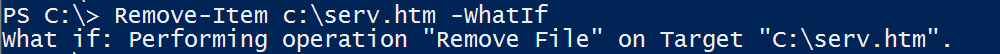 PS C:\> Remove-Item c:\serv.htm -WhatIf
What if: Performing operation "Remove File" on Target "C:\serv.htm".